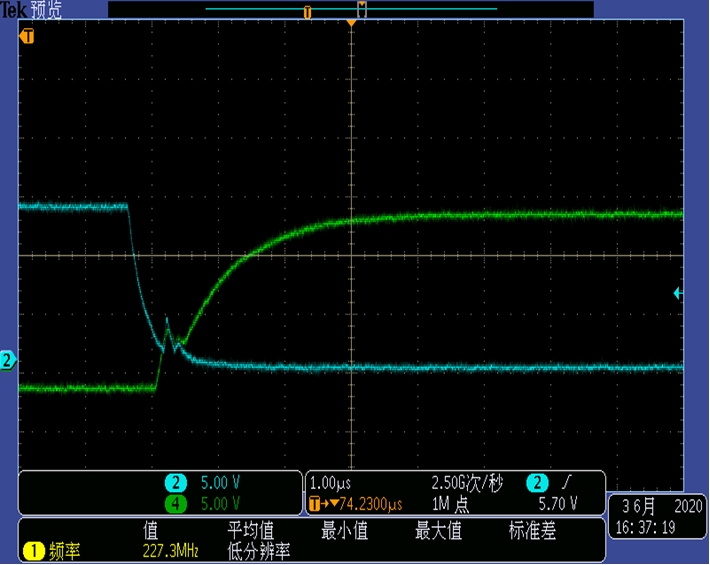 Tek 预览
T
T
2
2 5.00 V
4 5.00 V
1.00μs 2.50G次/秒 2
T→▼74.2300μs 1M 点 5.70 V
值 平均值 最小值 最大值 标准差
1 频率 227.3MHz 低分辨率
3 6月 2020
16:37:19